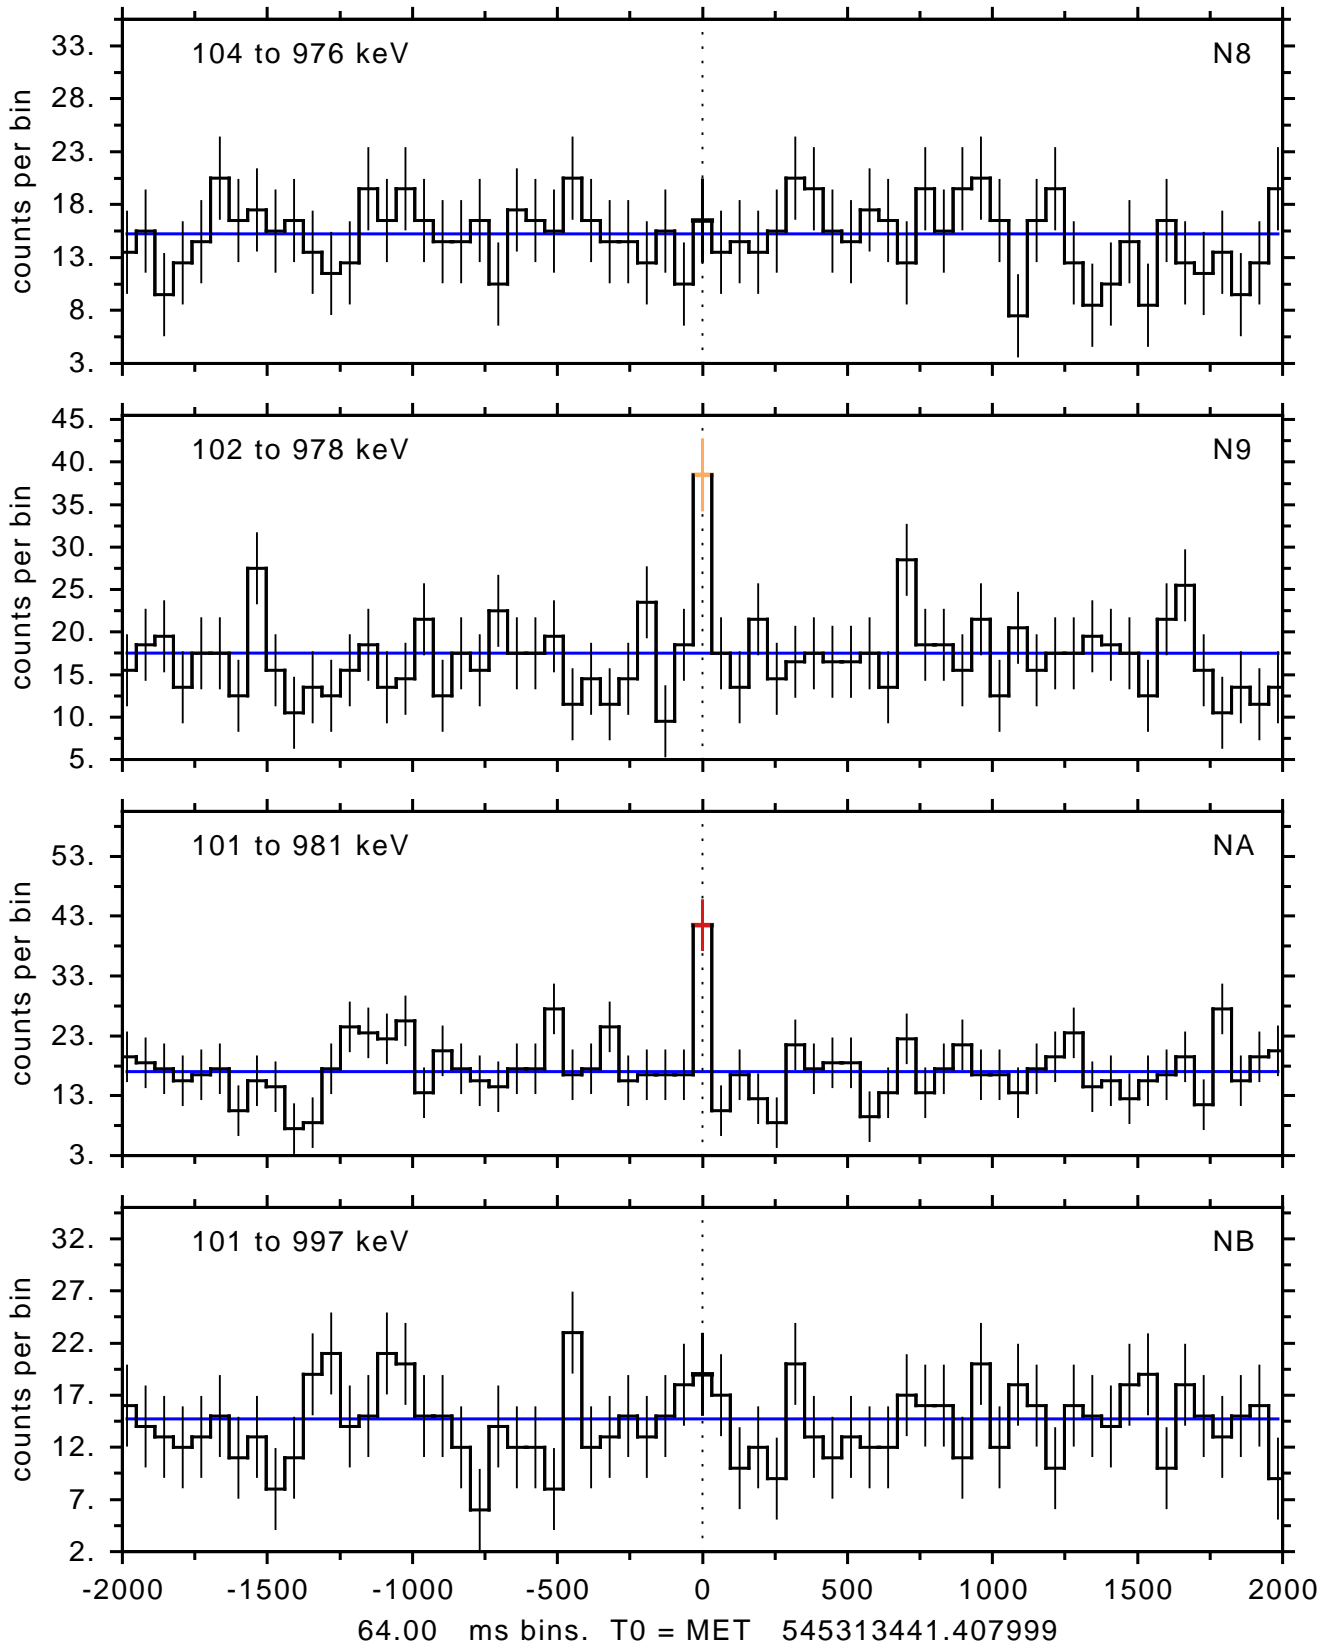 104 to 976 keV N8
33.
28.
23.
18.
13.
8.
3.
counts per bin
102 to 978 keV N9
45.
40.
35.
30.
25.
20.
15.
10.
5.
counts per bin
101 to 981 keV NA
53.
43.
33.
23.
13.
3.
counts per bin
101 to 997 keV NB
32.
27.
22.
17.
12.
7.
2.
counts per bin
-2000 -1500 -1000 -500 0 500 1000 1500 2000
64.00 ms bins. T0 = MET 545313441.407999